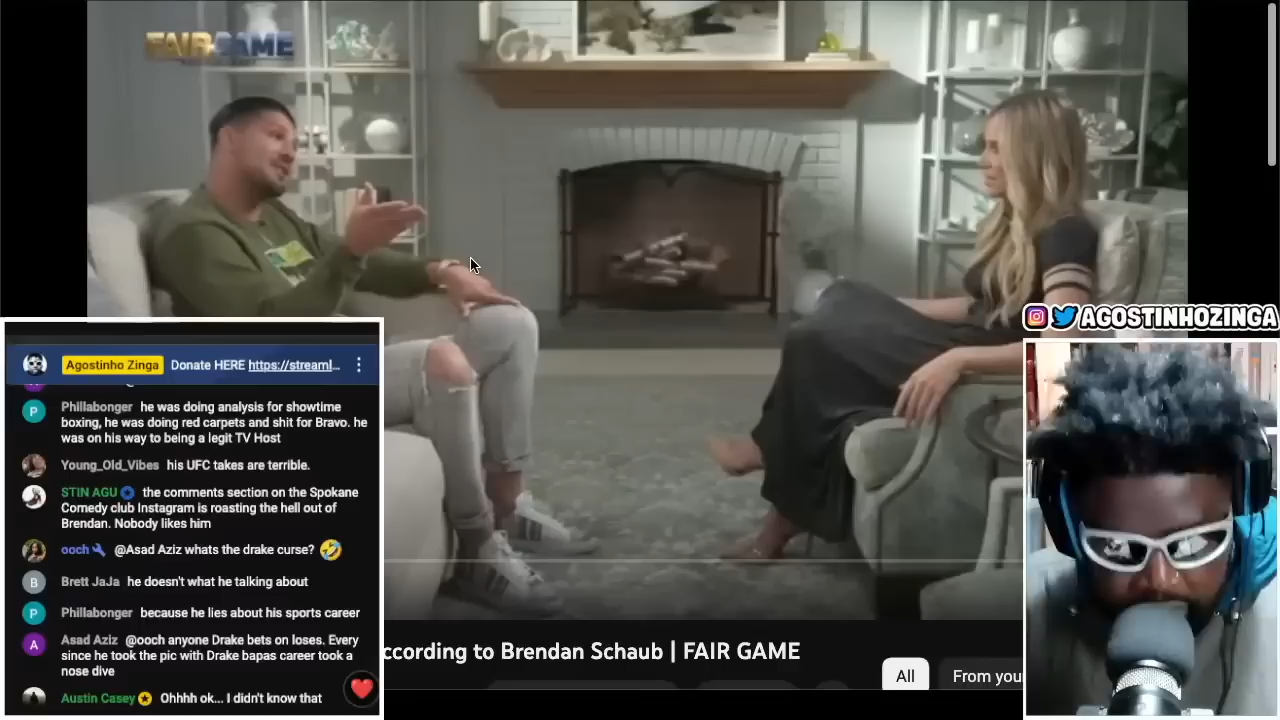 FAIR GAME
AGOSTINHOZINGA
Agostinho Zinga Donate HERE https://streaml...
Phillabonger he was doing analysis for showtime
boxing, he was doing red carpets and shit for Bravo. he
was on his way to being a legit TV Host
Young_Old_Vibes his UFC takes are terrible.
STIN AGU the comments section on the Spokane
Comedy club Instagram is roasting the hell out of
Brendan. Nobody likes him
ooch @Asad Aziz whats the drake curse? 🤣
Brett JaJa he doesn't what he talking about
Phillabonger because he lies about his sports career
Asad Aziz @ooch anyone Drake bets on loses. Every
since he took the pic with Drake bapas career took a
nose dive
Austin Casey Ohhhh ok... I didn't know that
P
P
B
A
ccording to Brendan Schaub | FAIR GAME
All
From you